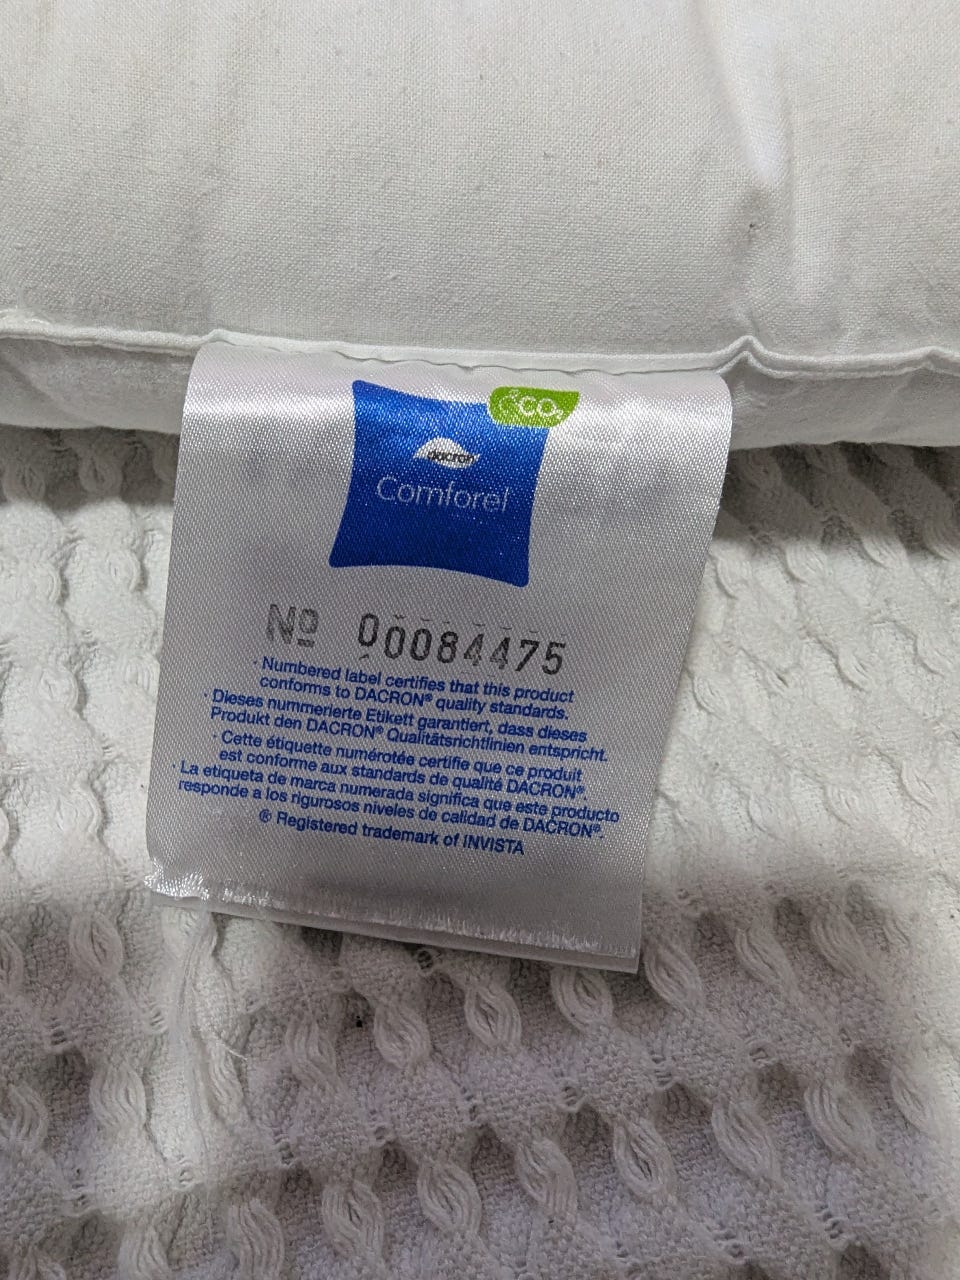 eco₂
dacron
Comforel®
Nº 00084475
· Numbered label certifies that this product
conforms to DACRON® quality standards.
· Dieses nummerierte Etikett garantiert, dass dieses
Produkt den DACRON® Qualitätsrichtlinien entspricht.
· Cette étiquette numérotée certifie que ce produit
est conforme aux standards de qualité DACRON®.
· La etiqueta de marca numerada significa que este producto
responde a los rigurosos niveles de calidad de DACRON®.
® Registered trademark of INVISTA